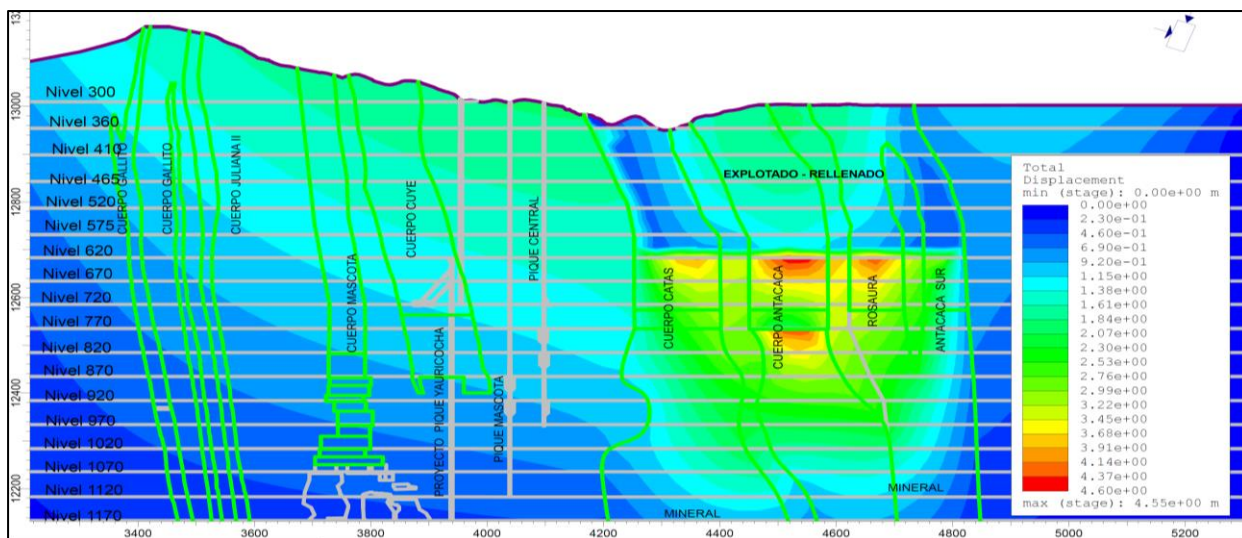 13000
12800
12600
12400
12200
Nivel 300
Nivel 360
Nivel 410
Nivel 465
Nivel 520
Nivel 575
Nivel 620
Nivel 670
Nivel 720
Nivel 770
Nivel 820
Nivel 870
Nivel 920
Nivel 970
Nivel 1020
Nivel 1070
Nivel 1120
Nivel 1170
CUERPO GALLITO
CUERPO GALLITO
CUERPO JULIANA II
CUERPO MASCOTA
CUERPO CUYE
PROYECTO PIQUE YAURICOCHA
PIQUE MASCOTA
PIQUE CENTRAL
EXPLOTADO - RELLENADO
CUERPO CATAS
CUERPO ANTACACA
ROSAURA
ANTACACA SUR
MINERAL
MINERAL
Total
Displacement
min (stage): 0.00e+00 m
0.00e+00
2.30e-01
4.60e-01
6.90e-01
9.20e-01
1.15e+00
1.38e+00
1.61e+00
1.84e+00
2.07e+00
2.30e+00
2.53e+00
2.76e+00
2.99e+00
3.22e+00
3.45e+00
3.68e+00
3.91e+00
4.14e+00
4.37e+00
4.60e+00
max (stage): 4.55e+00 m
3400 3600 3800 4000 4200 4400 4600 4800 5000 5200